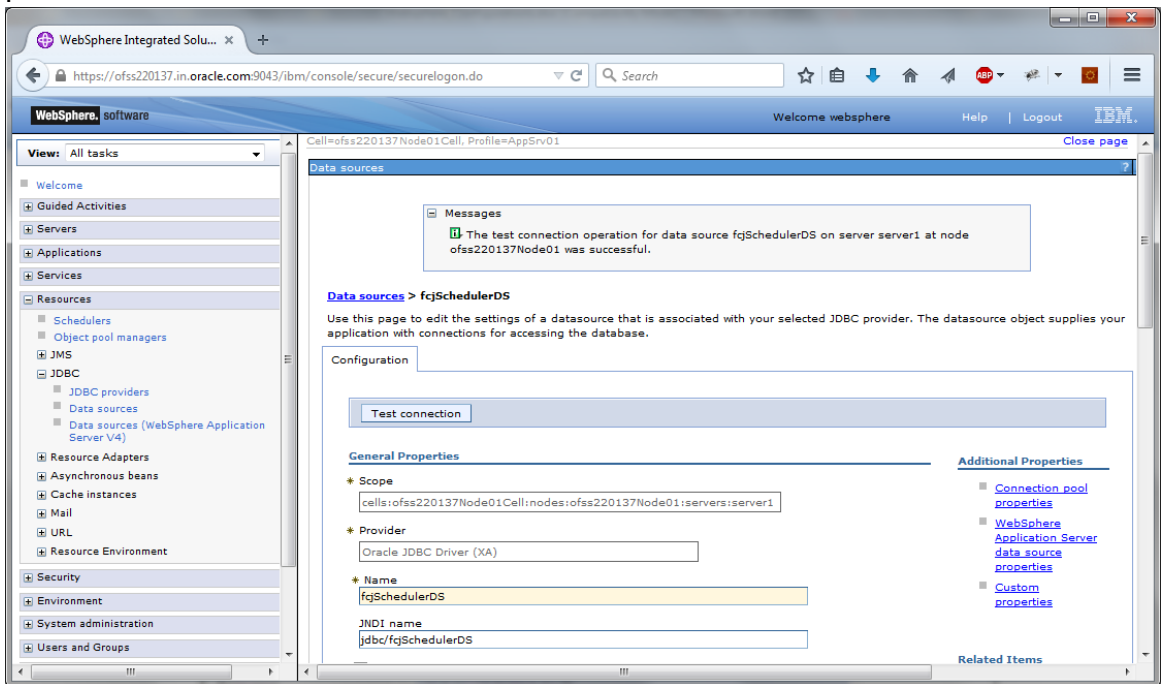 WebSphere Integrated Solu... × +
https://ofss220137.in.oracle.com:9043/ibm/console/secure/securelogon.do
Search
ABP
WebSphere. software
Welcome websphere
Help | Logout
IBM.
View: All tasks
Welcome
Guided Activities
Servers
Applications
Services
Resources
Schedulers
Object pool managers
JMS
JDBC
JDBC providers
Data sources
Data sources (WebSphere Application
Server V4)
Resource Adapters
Asynchronous beans
Cache instances
Mail
URL
Resource Environment
Security
Environment
System administration
Users and Groups
Cell=ofss220137Node01Cell, Profile=AppSrv01
Close page
Data sources
?
Messages
The test connection operation for data source fcjSchedulerDS on server server1 at node
ofss220137Node01 was successful.
Data sources > fcjSchedulerDS
Use this page to edit the settings of a datasource that is associated with your selected JDBC provider. The datasource object supplies your
application with connections for accessing the database.
Configuration
Test connection
General Properties
* Scope
cells:ofss220137Node01Cell:nodes:ofss220137Node01:servers:server1
* Provider
Oracle JDBC Driver (XA)
* Name
fcjSchedulerDS
JNDI name
jdbc/fcjSchedulerDS
Additional Properties
Connection pool
properties
WebSphere
Application Server
data source
properties
Custom
properties
Related Items